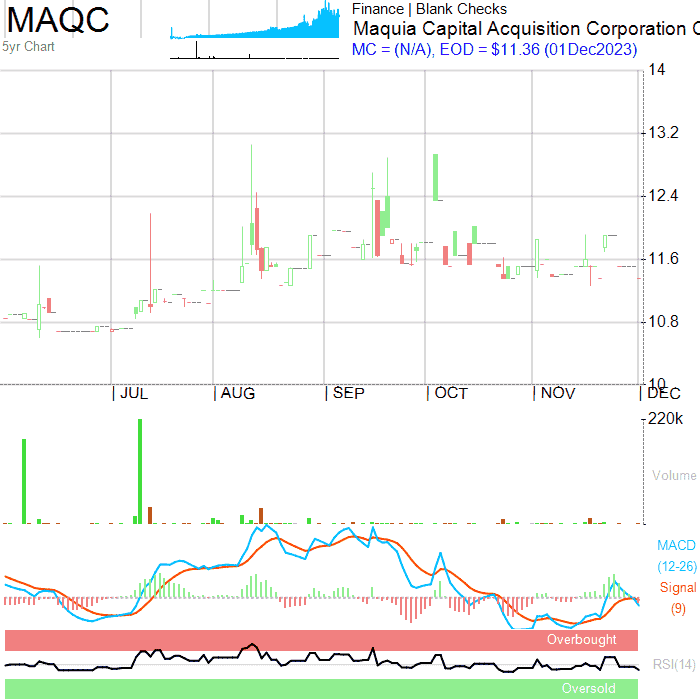 MAQC
5yr Chart
Finance | Blank Checks
Maquia Capital Acquisition Corporation C
MC = (N/A), EOD = $11.36 (01Dec2023)
14
13.2
12.4
11.6
10.8
10
JUL
AUG
SEP
OCT
NOV
DEC
220k
Volume
MACD
(12-26)
Signal
(9)
Overbought
RSI(14)
Oversold